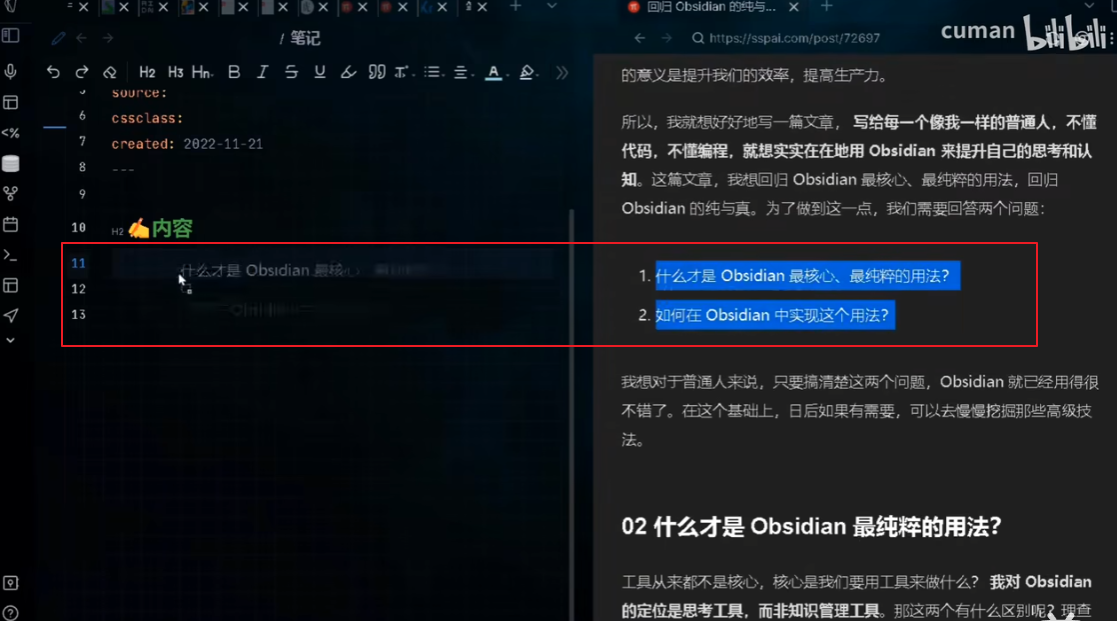 回归 Obsidian 的纯与...
/ 笔记
https://sspai.com/post/72697
cuman bilibili
H2 H3 Hn B I S U A
source:
6 cssclass:
7 created: 2022-11-21
8 ---
9
10 H2 ✍内容
11
什么才是 Obsidian 最核心
12
13
的意义是提升我们的效率，提高生产力。
所以，我就想好好地写一篇文章，写给每一个像我一样的普通人，不懂
代码，不懂编程，就想实实在在地用 Obsidian 来提升自己的思考和认
知。这篇文章，我想回归 Obsidian 最核心、最纯粹的用法，回归
Obsidian 的纯与真。为了做到这一点，我们需要回答两个问题：
1. 什么才是 Obsidian 最核心、最纯粹的用法？
2. 如何在 Obsidian 中实现这个用法？
我想对于普通人来说，只要搞清楚这两个问题，Obsidian 就已经用得很
不错了。在这个基础上，日后如果有需要，可以去慢慢挖掘那些高级技
法。
02 什么才是 Obsidian 最纯粹的用法？
工具从来都不是核心，核心是我们要用工具来做什么？ 我对 Obsidian
的定位是思考工具，而非知识管理工具。那这两个有什么区别呢？理查